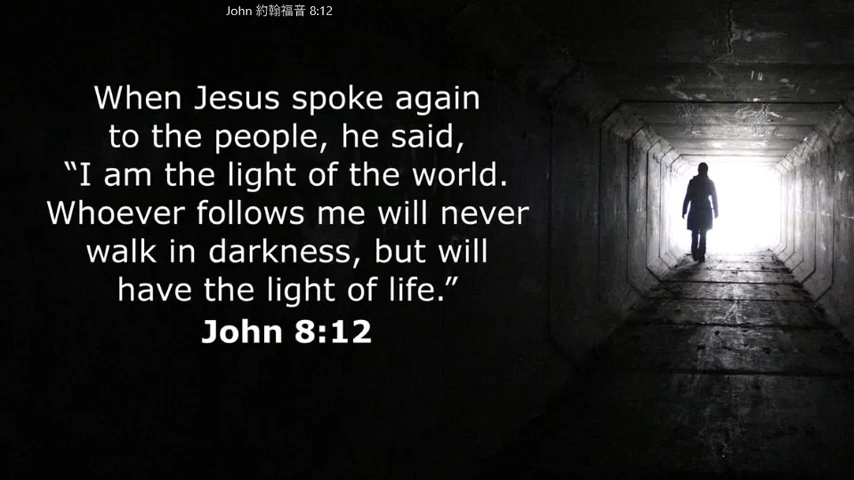 John 約翰福音 8:12
When Jesus spoke again
to the people, he said,
“I am the light of the world.
Whoever follows me will never
walk in darkness, but will
have the light of life.”
John 8:12